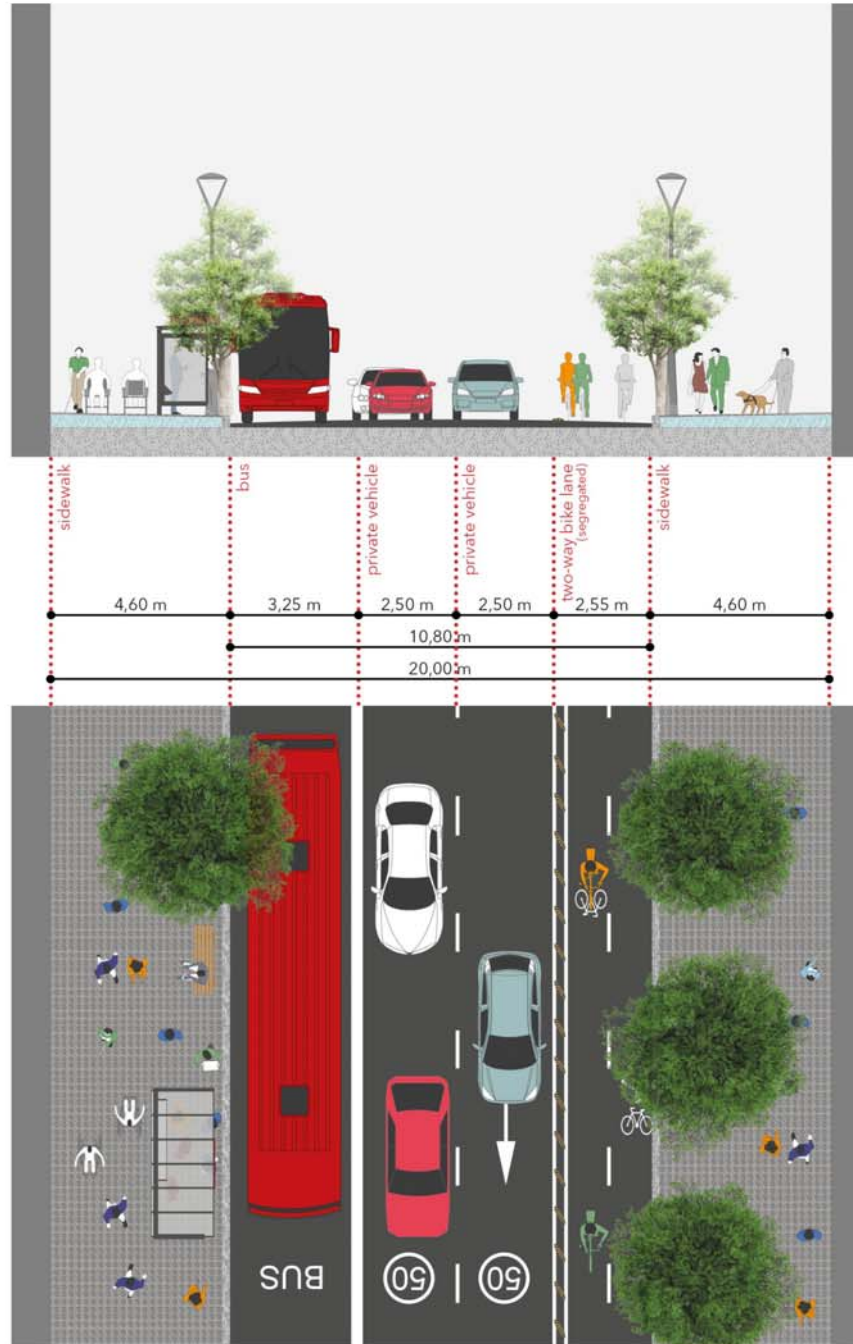 sidewalk
bus
private vehicle
private vehicle
two-way bike lane
(segregated)
sidewalk
4,60 m
3,25 m
2,50 m
2,50 m
2,55 m
4,60 m
10,80 m
20,00 m
BUS
50
50